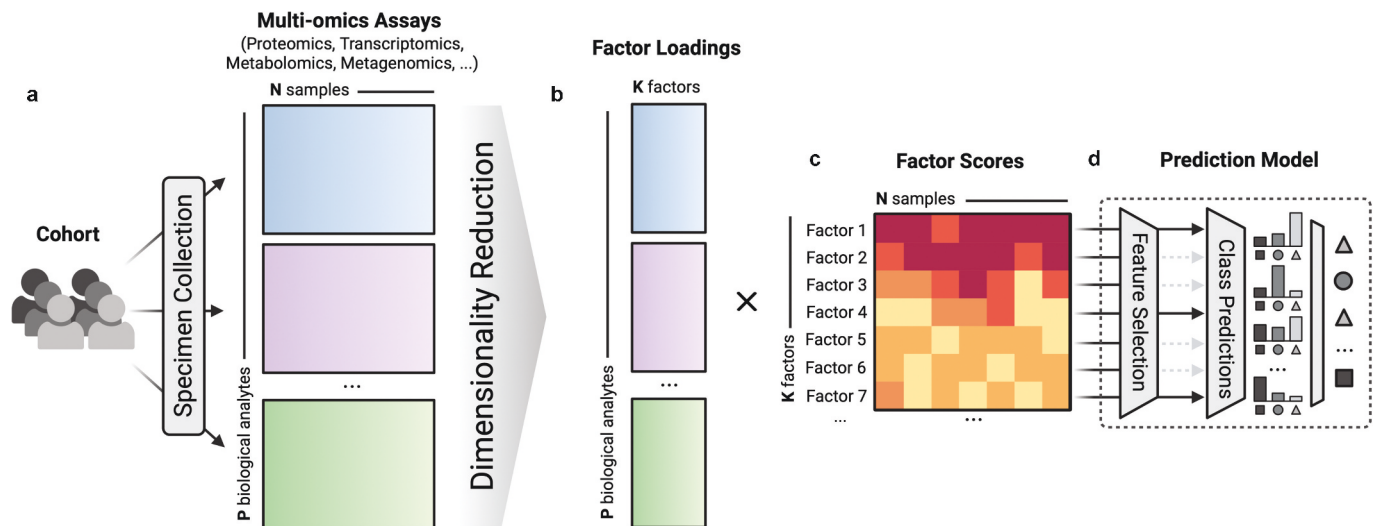 Multi-omics Assays
(Proteomics, Transcriptomics,
Metabolomics, Metagenomics, ...)
a
N samples
P biological analytes
Cohort
Specimen Collection
...
Dimensionality Reduction
Factor Loadings
b
K factors
P biological analytes
...
×
c
Factor Scores
N samples
K factors
Factor 1
Factor 2
Factor 3
Factor 4
Factor 5
Factor 6
Factor 7
...
...
d
Prediction Model
Feature Selection
Class Predictions
...
...